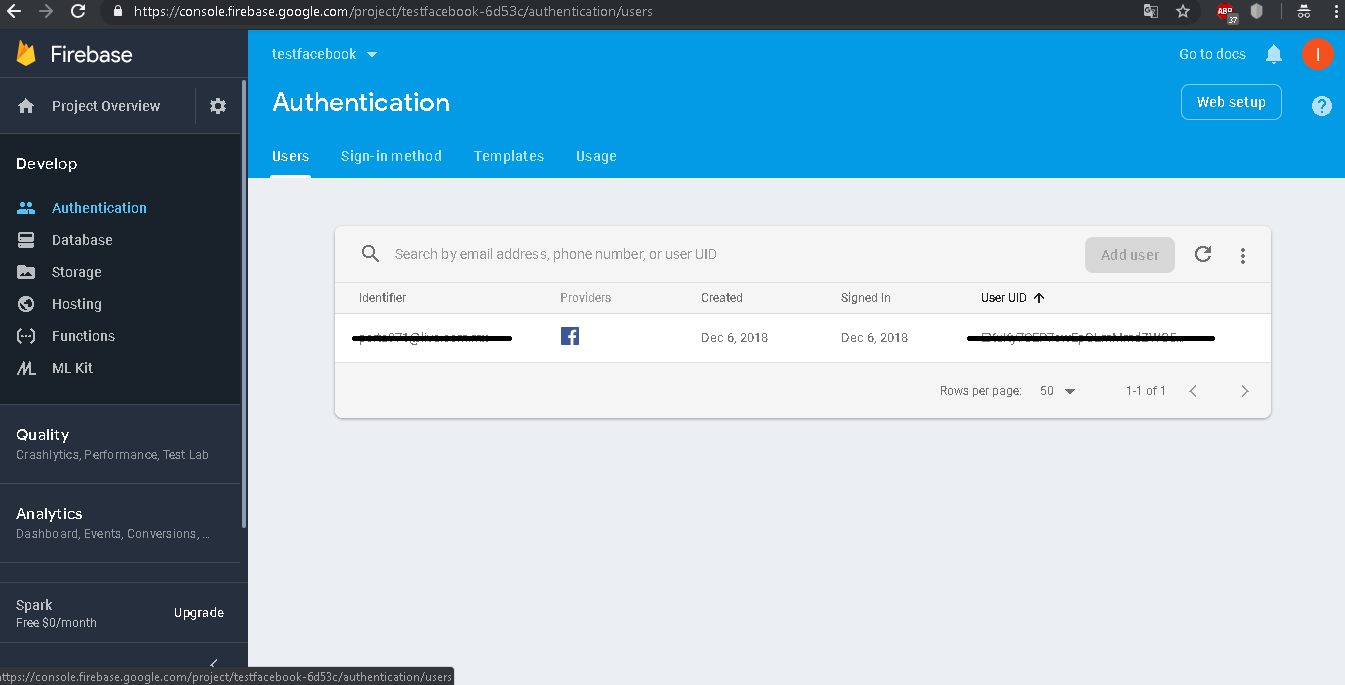 https://console.firebase.google.com/project/testfacebook-6d53c/authentication/users
ABP
37
Firebase
testfacebook
Go to docs
I
Project Overview
Authentication
Web setup
?
Develop
Users Sign-in method Templates Usage
Authentication
Database
Storage
Hosting
Functions
ML Kit
Search by email address, phone number, or user UID
Add user
Identifier Providers Created Signed In User UID
Dec 6, 2018 Dec 6, 2018
Rows per page: 50 1-1 of 1
Quality
Crashlytics, Performance, Test Lab
Analytics
Dashboard, Events, Conversions, ...
Spark
Free $0/month
Upgrade
ttps://console.firebase.google.com/project/testfacebook-6d53c/authentication/users